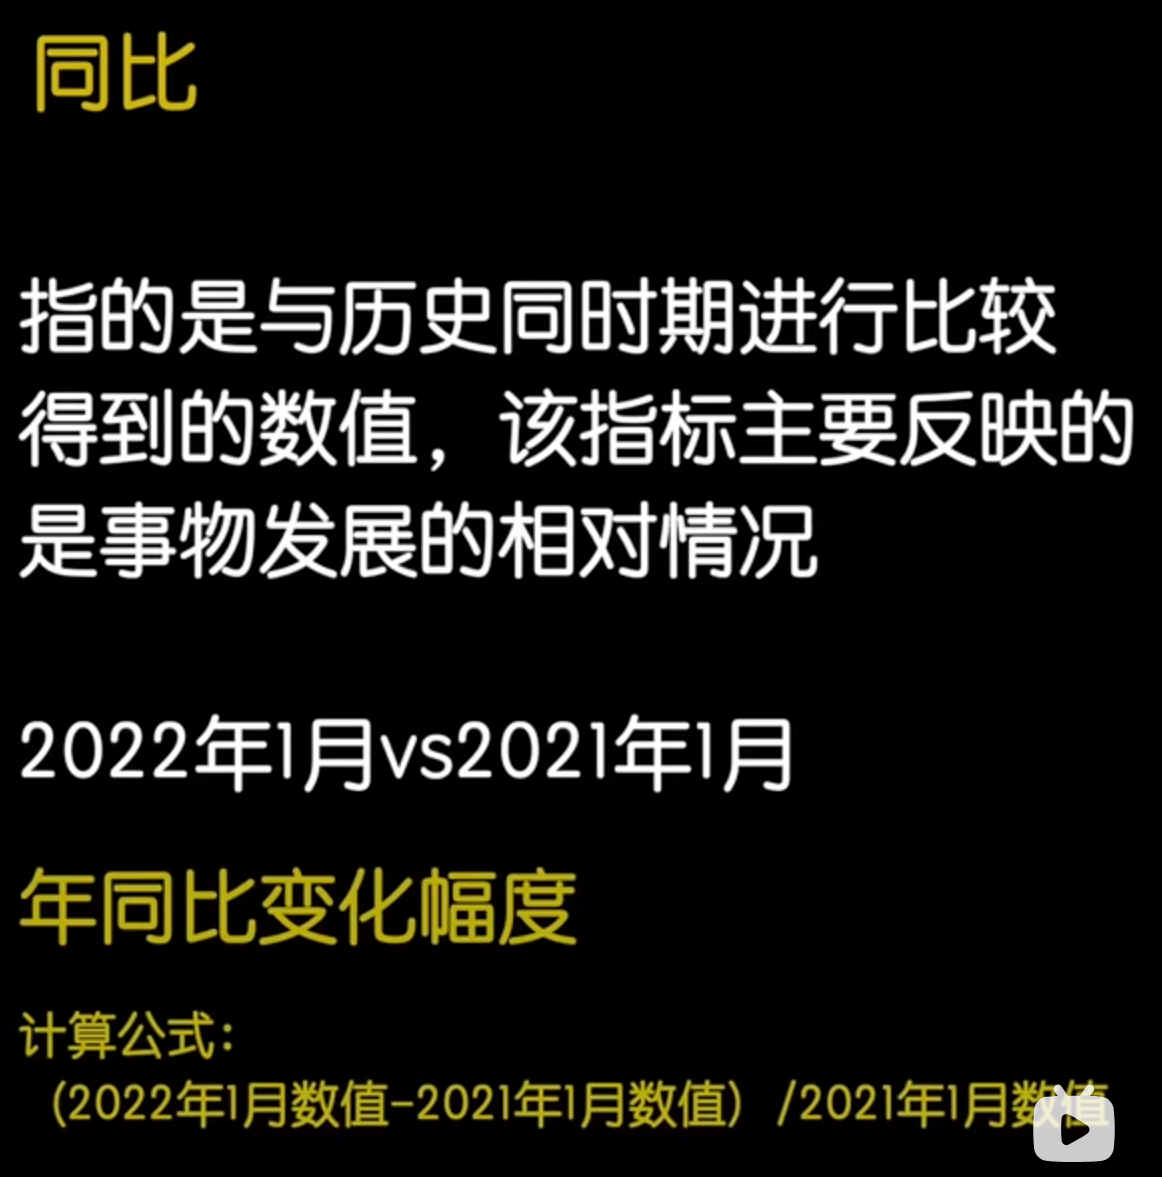 同比
指的是与历史同时期进行比较
得到的数值，该指标主要反映的
是事物发展的相对情况
2022年1月vs2021年1月
年同比变化幅度
计算公式：
（2022年1月数值-2021年1月数值）/2021年1月数值